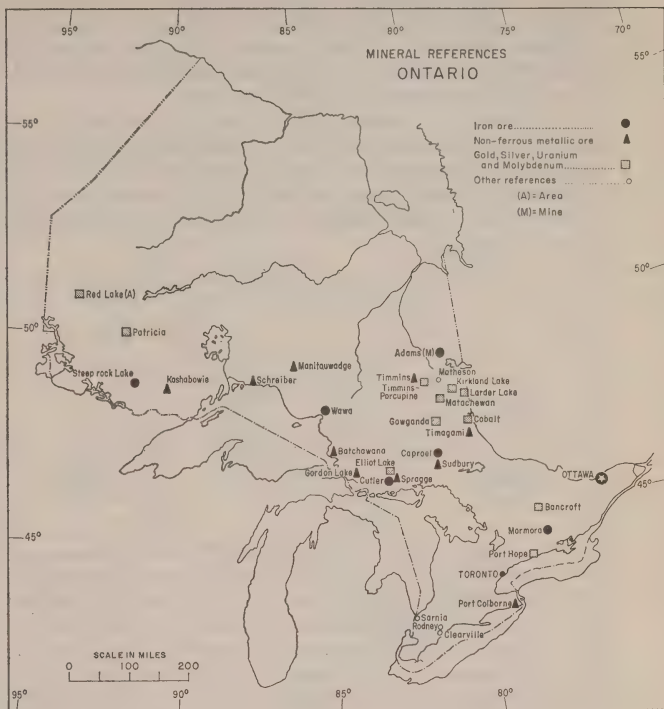 95°
90°
85°
80°
75°
70°
MINERAL REFERENCES
ONTARIO
55°
55°
Iron ore
Non-ferrous metallic ore
Gold, Silver, Uranium
and Molybdenum
Other references
(A)= Area
(M)= Mine
50°
50°
Red Lake (A)
Patricia
Adams (M)
Manitouwadge
Matheson
Steep rock Lake
Kashabowie
Schreiber
Timmins
Kirkland Lake
Timmins-
Porcupine
Larder Lake
Matachewan
Wawa
Gowganda
Cobalt
Timagami
Batchawana
Capreol
Elliot Lake
Sudbury
Gordon Lake
Cutler
Spragge
OTTAWA
Bancroft
45°
45°
Mormora
Port Hope
TORONTO
Port Colborne
Sarnia
Rodney
Clearville
SCALE IN MILES
0 100 200
95°
90°
85°
80°